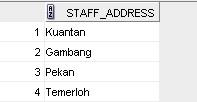 STAFF_ADDRESS
1 Kuantan
2 Gambang
3 Pekan
4 Temerloh